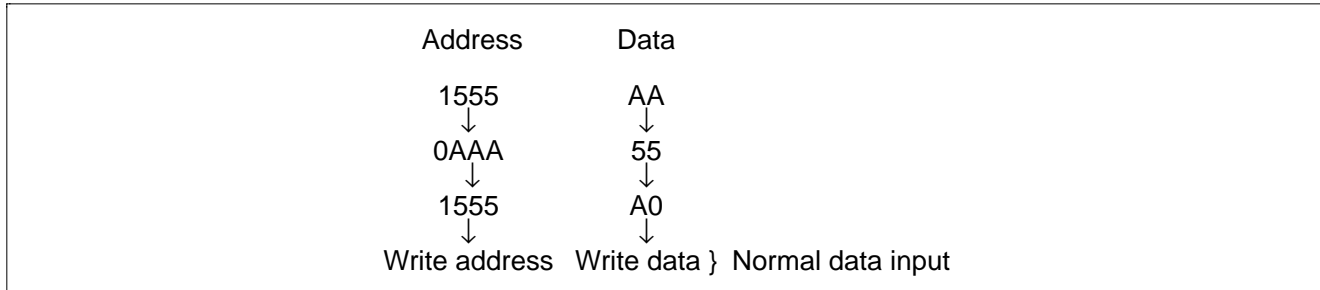 Address Data
1555 AA
↓ ↓
0AAA 55
↓ ↓
1555 A0
↓ ↓
Write address Write data } Normal data input